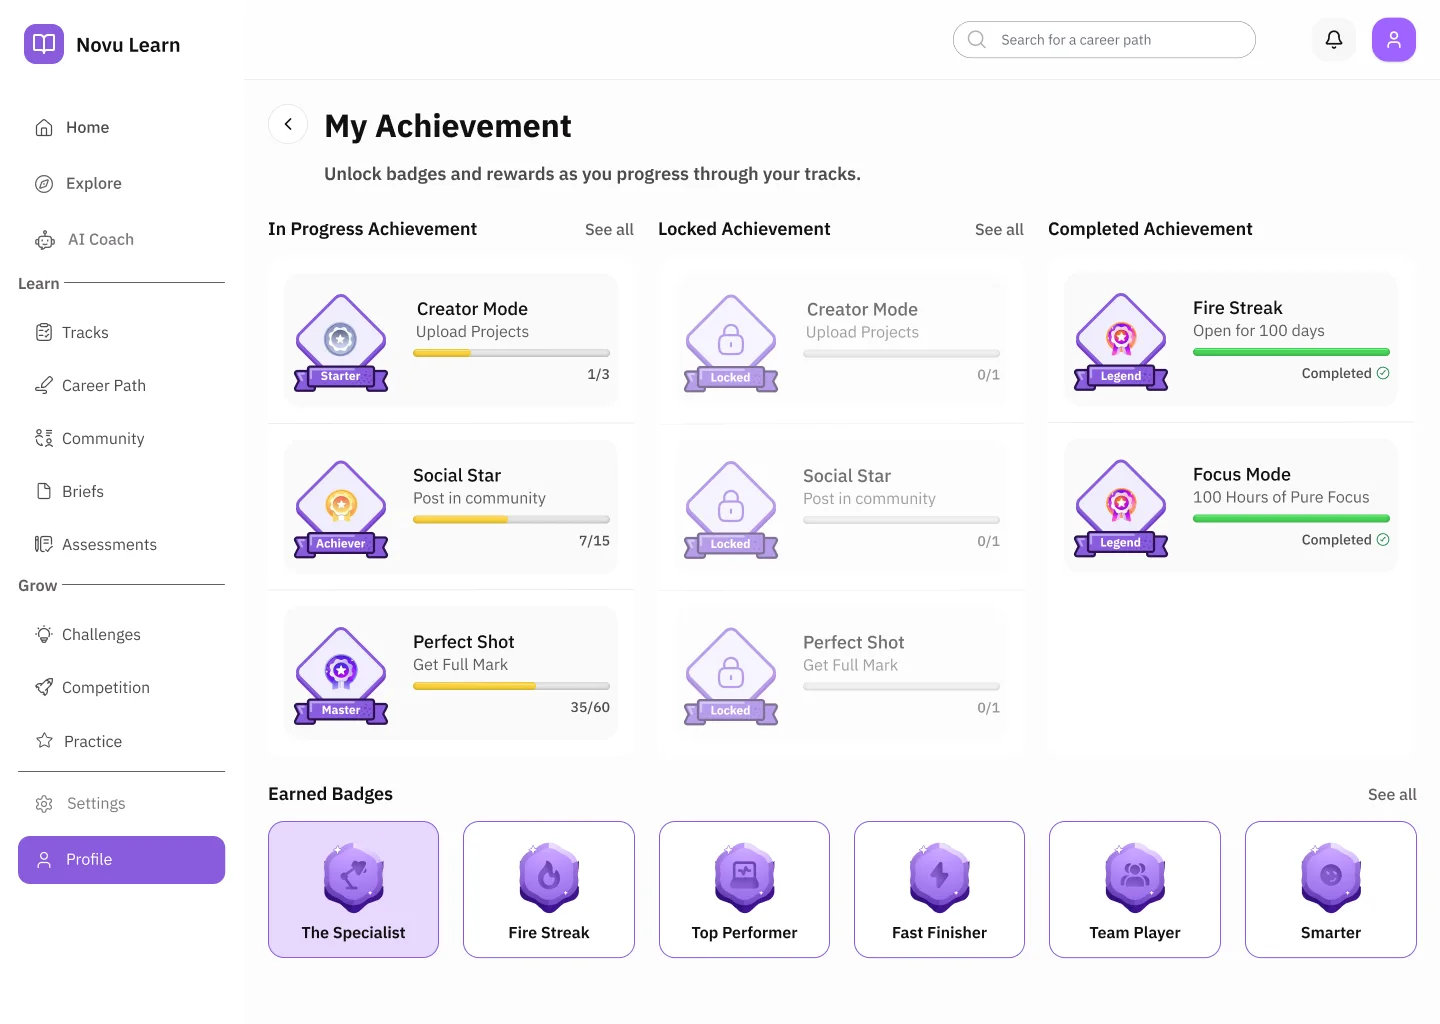 Novu Learn
Search for a career path
Home
Explore
AI Coach
Learn
Tracks
Career Path
Community
Briefs
Assessments
Grow
Challenges
Competition
Practice
Settings
Profile
My Achievement
Unlock badges and rewards as you progress through your tracks.
In Progress Achievement
See all
Creator Mode
Upload Projects
Starter
1/3
Social Star
Post in community
Achiever
7/15
Perfect Shot
Get Full Mark
Master
35/60
Locked Achievement
See all
Creator Mode
Upload Projects
Locked
0/1
Social Star
Post in community
Locked
0/1
Perfect Shot
Get Full Mark
Locked
0/1
Completed Achievement
Fire Streak
Open for 100 days
Legend
Completed
Focus Mode
100 Hours of Pure Focus
Legend
Completed
Earned Badges
See all
The Specialist
Fire Streak
Top Performer
Fast Finisher
Team Player
Smarter